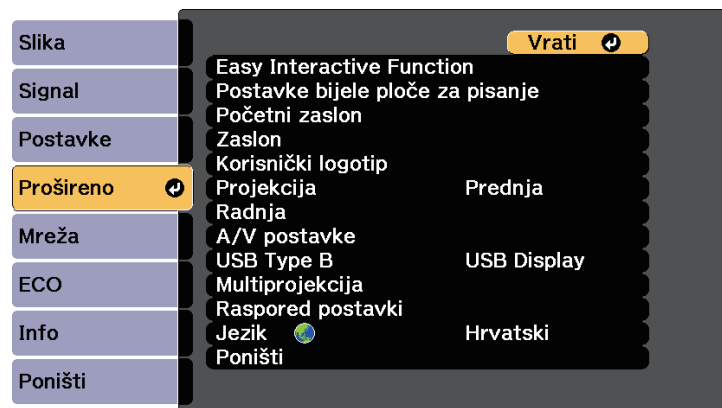 Slika
Signal
Postavke
Prošireno
Mreža
ECO
Info
Poništi
Vrati
Easy Interactive Function
Postavke bijele ploče za pisanje
Početni zaslon
Zaslon
Korisnički logotip
Projekcija Prednja
Radnja
A/V postavke
USB Type B USB Display
Multiprojekcija
Raspored postavki
Jezik Hrvatski
Poništi